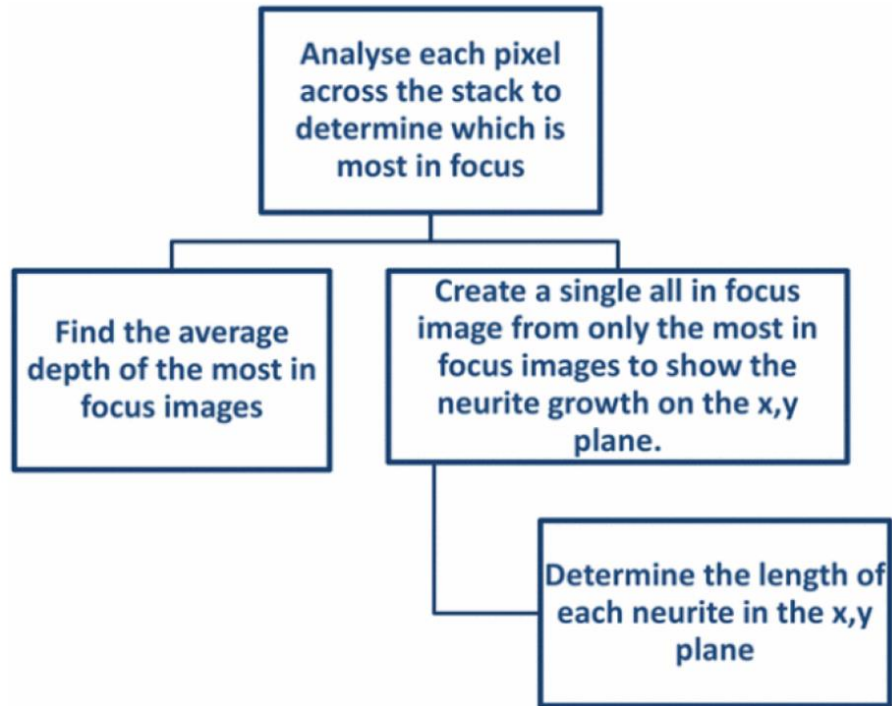 Analyse each pixel
across the stack to
determine which is
most in focus
Find the average
depth of the most in
focus images
Create a single all in focus
image from only the most in
focus images to show the
neurite growth on the x,y
plane.
Determine the length of
each neurite in the x,y
plane